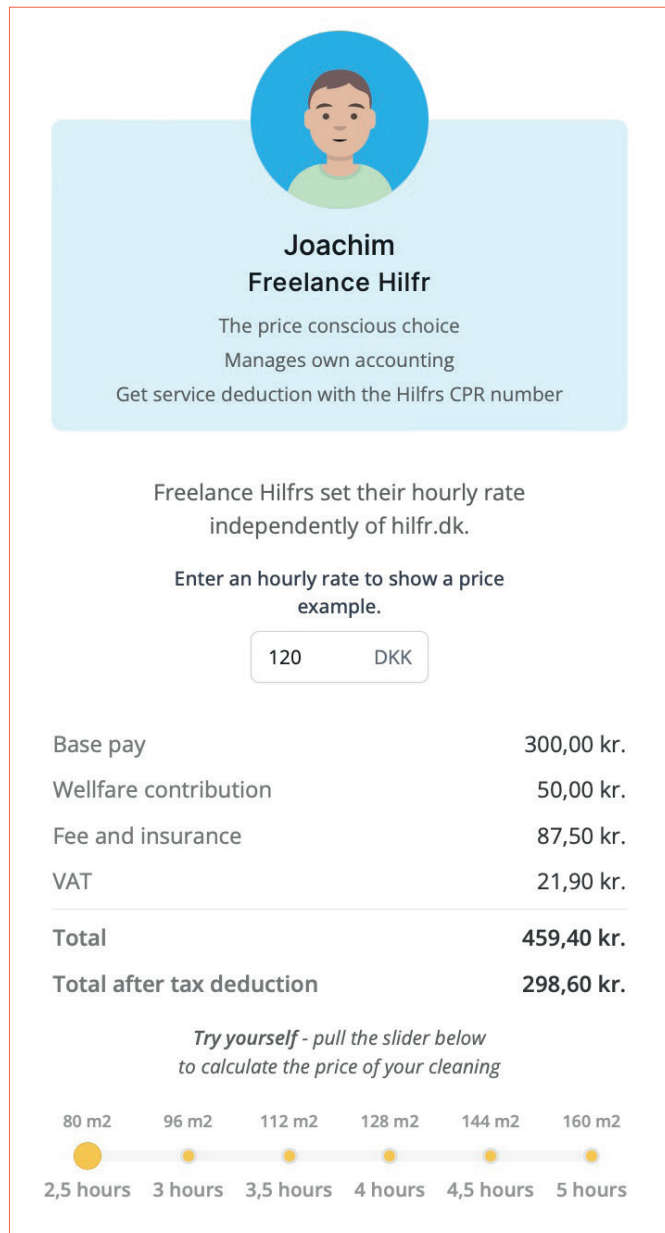 Joachim
Freelance Hilfr
The price conscious choice
Manages own accounting
Get service deduction with the Hilfrs CPR number
Freelance Hilfrs set their hourly rate
independently of hilfr.dk.
Enter an hourly rate to show a price
example.
120 DKK
Base pay 300,00 kr.
Wellfare contribution 50,00 kr.
Fee and insurance 87,50 kr.
VAT 21,90 kr.
Total 459,40 kr.
Total after tax deduction 298,60 kr.
Try yourself - pull the slider below
to calculate the price of your cleaning
80 m2 96 m2 112 m2 128 m2 144 m2 160 m2
2,5 hours 3 hours 3,5 hours 4 hours 4,5 hours 5 hours